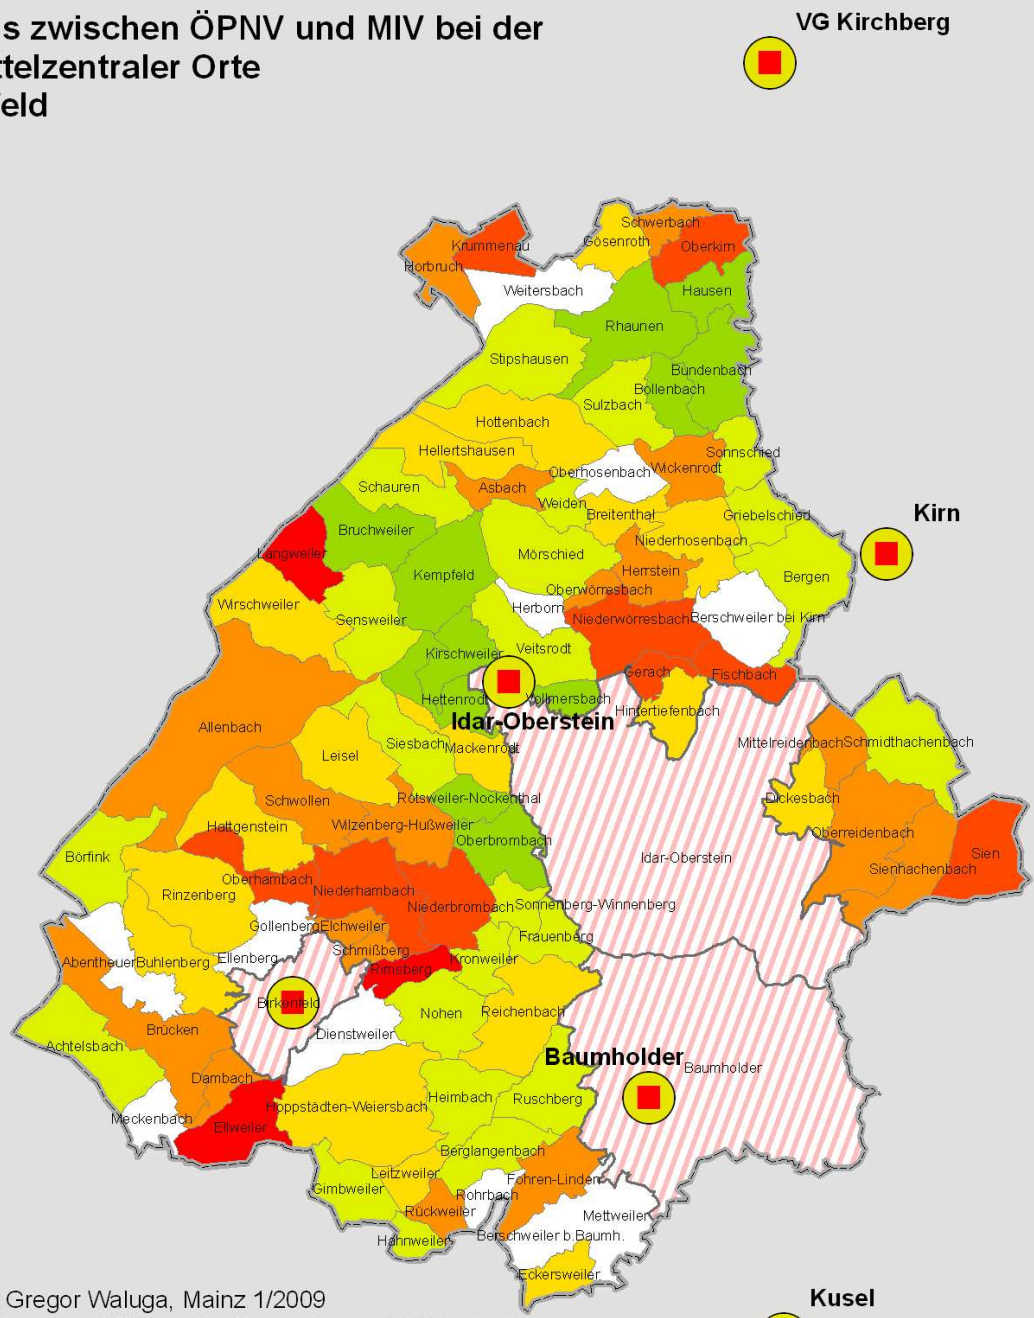 s zwischen ÖPNV und MIV bei der
ttelzentraler Orte
eld
VG Kirchberg
Schwerbach
Gösenroth
Oberkirn
Krummenau
Horbruch
Weitersbach
Hausen
Rhaunen
Stipshausen
Bundenbach
Bollenbach
Sulzbach
Hottenbach
Hellertshausen
Sonnschied
Oberhosenbach
Wickenrodt
Schauren
Asbach
Weiden
Breitenthal
Griebelschied
Kirn
Bruchweiler
Niederhosenbach
Langweiler
Mörschied
Herrstein
Kempfeld
Bergen
Oberwörresbach
Wirschweiler
Herborn
Sensweiler
Niederwörresbach
Berschweiler bei Kirn
Veitsrodt
Kirschweiler
Gerach
Fischbach
Hettenrodt
Vollmersbach
Hintertiefenbach
Idar-Oberstein
Allenbach
Siesbach
Mackenrodt
Mittelreidenbach
Schmidthachenbach
Leisel
Schwollen
Rötsweiler-Nockenthal
Dickesbach
Hattgenstein
Wilzenberg-Hußweiler
Oberbrombach
Oberreidenbach
Börfink
Idar-Oberstein
Sien
Sienhachenbach
Oberhambach
Rinzenberg
Niederhambach
Niederbrombach
Sonnenberg-Winnenberg
Gollenberg
Elchweiler
Frauenberg
Schmißberg
Abentheuer
Buhlenberg
Ellenberg
Rimsberg
Kronweiler
Birkenfeld
Nohen
Reichenbach
Brücken
Dienstweiler
Achtelsbach
Baumholder
Baumholder
Dambach
Hoppstädten-Weiersbach
Heimbach
Ruschberg
Meckenbach
Ellweiler
Berglangenbach
Leitzweiler
Fohren-Linden
Gimbweiler
Rohrbach
Rückweiler
Mettweiler
Hahnweiler
Berschweiler b.Baumh.
Eckersweiler
Gregor Waluga, Mainz 1/2009
Kusel